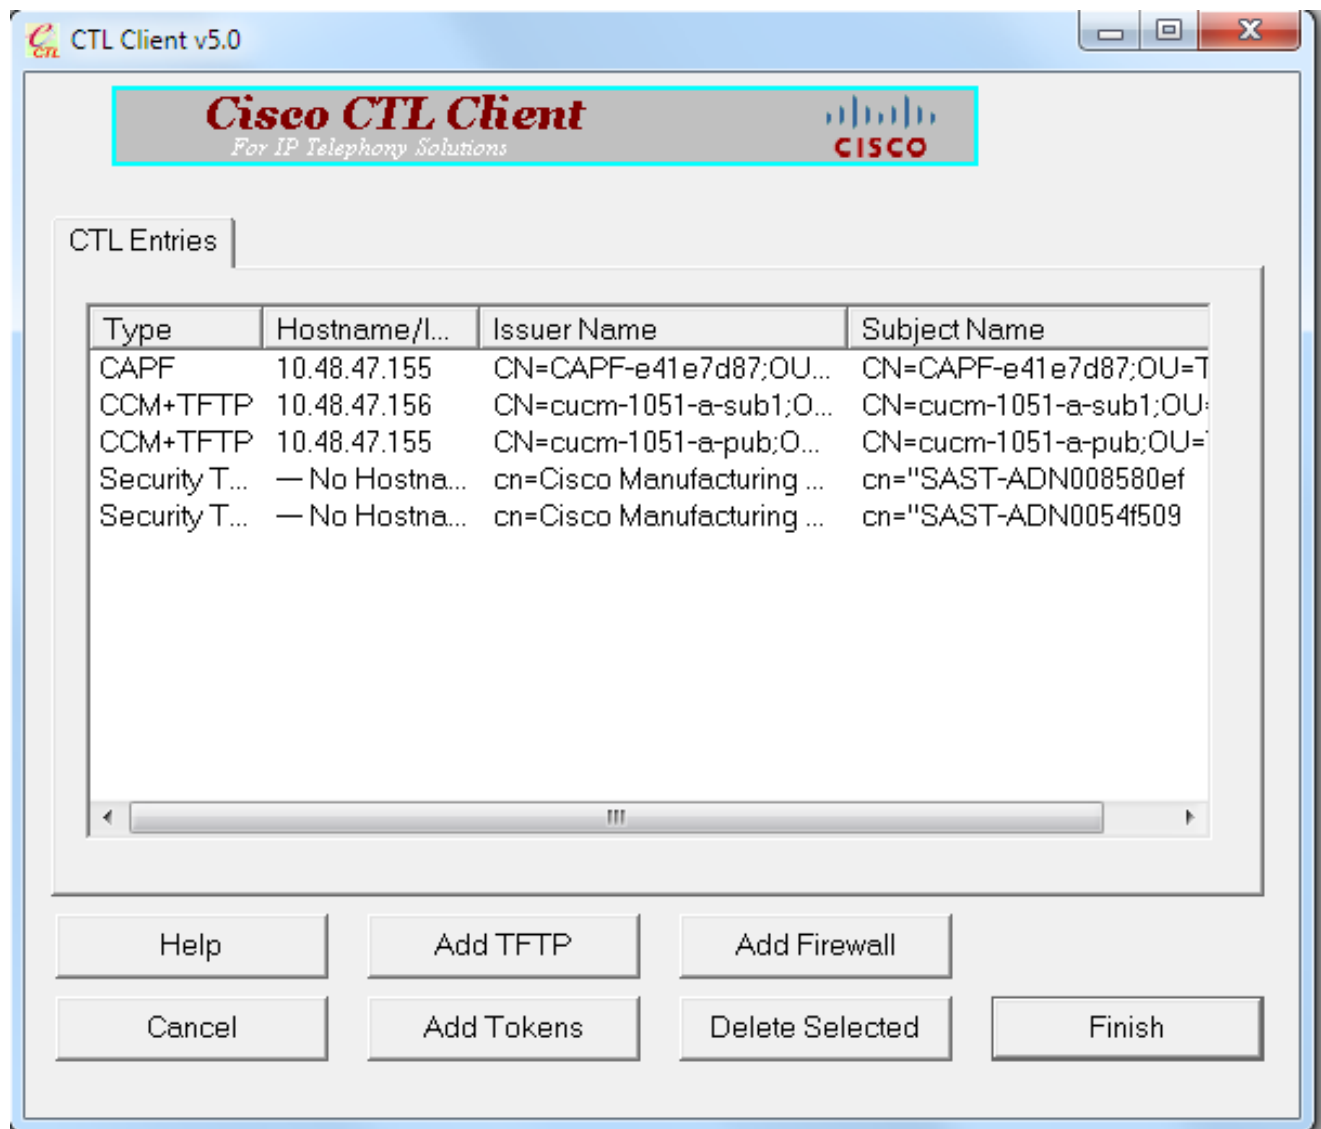 CTL Client v5.0
Cisco CTL Client
For IP Telephony Solutions
CISCO
CTL Entries
Type Hostname/I... Issuer Name Subject Name
CAPF 10.48.47.155 CN=CAPF-e41e7d87;OU... CN=CAPF-e41e7d87;OU=T
CCM+TFTP 10.48.47.156 CN=cucm-1051-a-sub1;O... CN=cucm-1051-a-sub1;OU=
CCM+TFTP 10.48.47.155 CN=cucm-1051-a-pub;O... CN=cucm-1051-a-pub;OU=T
Security T... — No Hostna... cn=Cisco Manufacturing ... cn="SAST-ADN008580ef
Security T... — No Hostna... cn=Cisco Manufacturing ... cn="SAST-ADN0054f509
Help Add TFTP Add Firewall
Cancel Add Tokens Delete Selected Finish